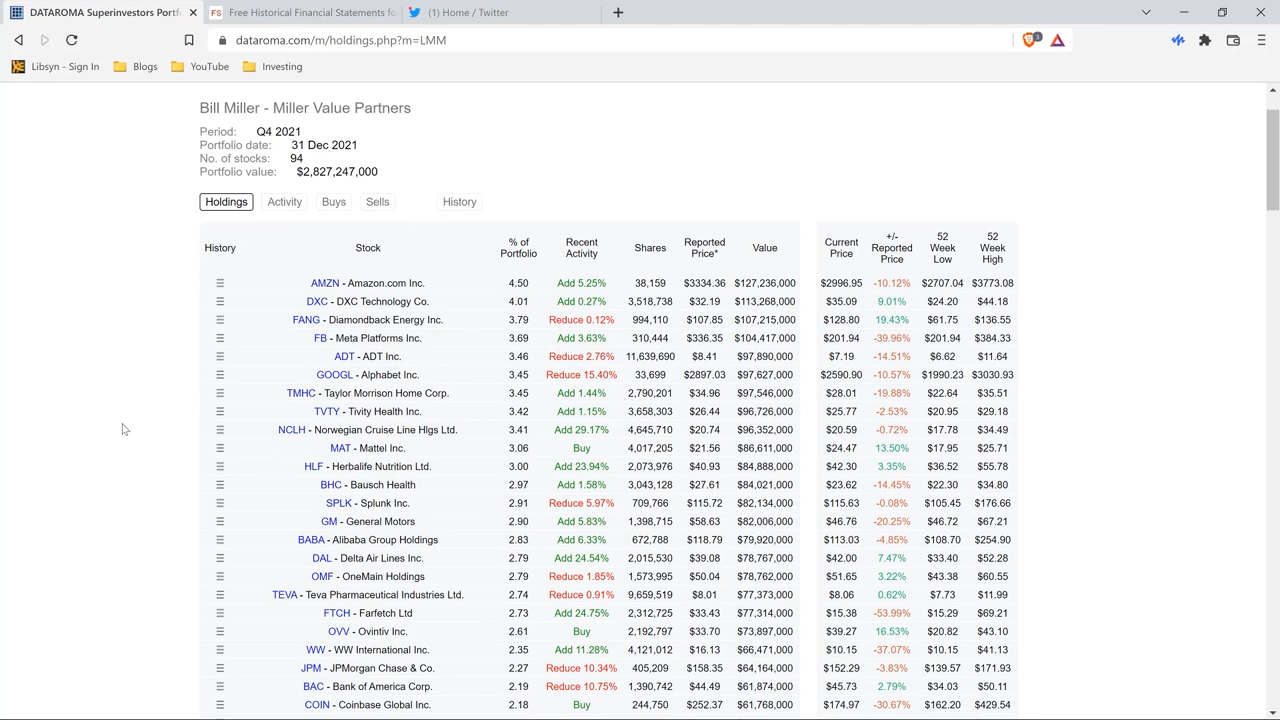 DATAROMA Superinvestors Portf
Free Historical Financial Statements fo
(1) Home / Twitter
dataroma.com/m/holdings.php?m=LMM
Libsyn - Sign In Blogs YouTube Investing
Bill Miller - Miller Value Partners
Period: Q4 2021
Portfolio date: 31 Dec 2021
No. of stocks: 94
Portfolio value: $2,827,247,000
Holdings Activity Buys Sells History
History Stock % of Portfolio Recent Activity Shares Reported Price* Value Current Price +/- Reported Price 52 Week Low 52 Week High
≡ AMZN - Amazon.com Inc. 4.50 Add 5.25% 38,159 $3334.36 $127,236,000 $2996.95 -10.12% $2707.04 $3773.08
≡ DXC - DXC Technology Co. 4.01 Add 0.27% 3,518,738 $32.19 $113,268,000 $35.09 9.01% $24.20 $44.18
≡ FANG - Diamondback Energy Inc. 3.79 Reduce 0.12% 994,110 $107.85 $107,215,000 $128.80 19.43% $61.75 $136.55
≡ FB - Meta Platforms Inc. 3.69 Add 3.63% 310,444 $336.35 $104,417,000 $201.94 -39.96% $201.94 $384.33
≡ ADT - ADT Inc. 3.46 Reduce 2.76% 11,639,690 $8.41 $97,890,000 $7.19 -14.51% $6.62 $11.64
≡ GOOGL - Alphabet Inc. 3.45 Reduce 15.40% 33,699 $2897.03 $97,627,000 $2590.90 -10.57% $1990.23 $3030.93
≡ TMHC - Taylor Morrison Home Corp. 3.45 Add 1.44% 2,790,201 $34.96 $97,546,000 $28.01 -19.88% $22.64 $35.51
≡ TVTY - Tivity Health Inc. 3.42 Add 1.15% 3,658,303 $26.44 $96,726,000 $25.77 -2.53% $20.95 $29.18
≡ NCLH - Norwegian Cruise Line Hlgs Ltd. 3.41 Add 29.17% 4,645,710 $20.74 $96,352,000 $20.59 -0.72% $17.78 $34.49
≡ MAT - Mattel Inc. 3.06 Buy 4,017,205 $21.56 $86,611,000 $24.47 13.50% $17.95 $25.71
≡ HLF - Herbalife Nutrition Ltd. 3.00 Add 23.94% 2,073,976 $40.93 $84,888,000 $42.30 3.35% $36.52 $55.78
≡ BHC - Bausch Health 2.97 Add 1.58% 3,043,128 $27.61 $84,021,000 $23.62 -14.45% $22.30 $34.80
≡ SPLK - Splunk Inc. 2.91 Reduce 5.97% 709,766 $115.72 $82,134,000 $115.63 -0.08% $105.45 $176.66
≡ GM - General Motors 2.90 Add 5.83% 1,398,715 $58.63 $82,006,000 $46.76 -20.25% $46.72 $67.21
≡ BABA - Alibaba Group Holdings 2.83 Add 6.33% 672,788 $118.79 $79,920,000 $113.03 -4.85% $108.70 $254.90
≡ DAL - Delta Air Lines Inc. 2.79 Add 24.54% 2,015,530 $39.08 $78,767,000 $42.00 7.47% $33.40 $52.28
≡ OMF - OneMain Holdings 2.79 Reduce 1.85% 1,573,995 $50.04 $78,762,000 $51.65 3.22% $43.38 $60.55
≡ TEVA - Teva Pharmaceutical Industries Ltd. 2.74 Reduce 0.91% 9,659,519 $8.01 $77,373,000 $8.06 0.62% $7.73 $11.99
≡ FTCH - Farfetch Ltd 2.73 Add 24.75% 2,312,725 $33.43 $77,314,000 $15.38 -53.99% $15.29 $69.21
≡ OVV - Ovintiv Inc. 2.61 Buy 2,192,797 $33.70 $73,897,000 $39.27 16.53% $20.82 $43.10
≡ WW - WW International Inc. 2.35 Add 11.28% 4,121,012 $16.13 $66,471,000 $10.15 -37.07% $10.15 $41.13
≡ JPM - JPMorgan Chase & Co. 2.27 Reduce 10.34% 405,209 $158.35 $64,164,000 $152.29 -3.83% $139.57 $171.93
≡ BAC - Bank of America Corp. 2.19 Reduce 10.75% 1,390,742 $44.49 $61,874,000 $45.73 2.79% $34.03 $50.11
≡ COIN - Coinbase Global Inc. 2.18 Buy 244,750 $252.37 $61,768,000 $174.97 -30.67% $162.20 $429.54